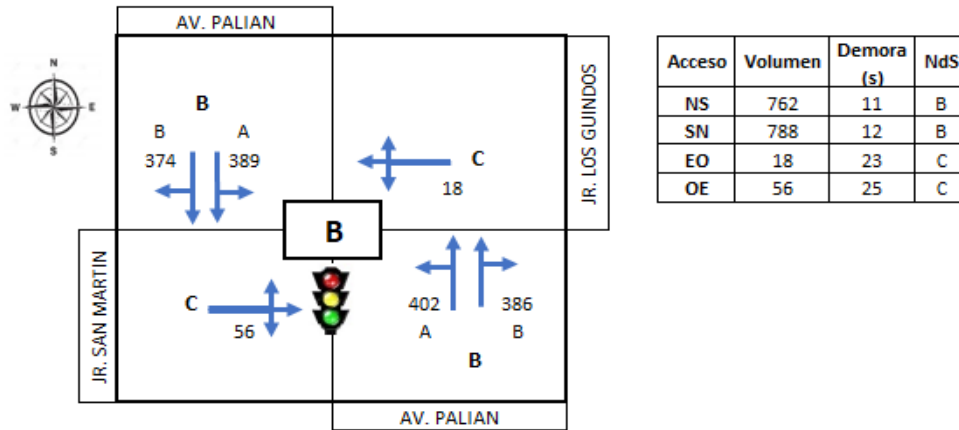 AV. PALIAN
N
W E
S
B
B A
374 389
C
18
JR. LOS GUINDOS
B
JR. SAN MARTIN
C
56
402 386
A B
B
AV. PALIAN
Acceso Volumen Demora (s) NdS
NS 762 11 B
SN 788 12 B
EO 18 23 C
OE 56 25 C